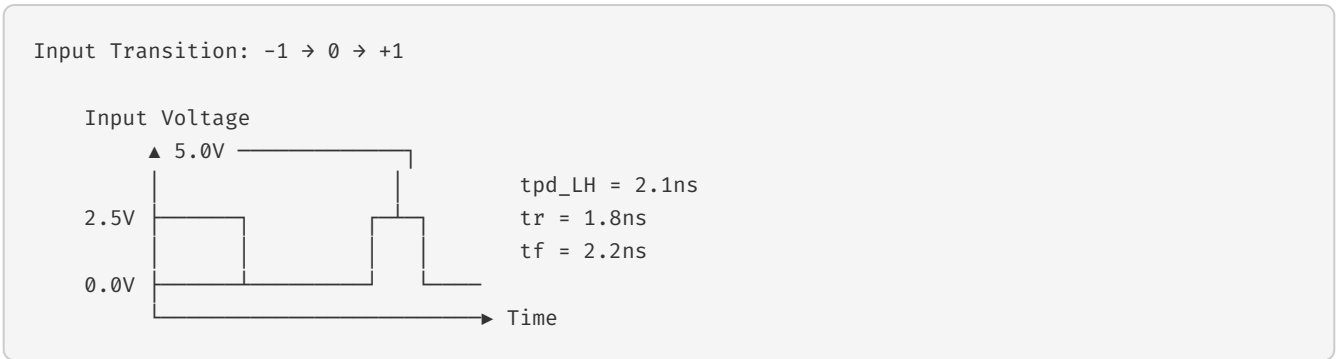 Input Transition: -1 → 0 → +1
Input Voltage
▲ 5.0V
tpd_LH = 2.1ns
2.5V
tr = 1.8ns
tf = 2.2ns
0.0V
▶ Time